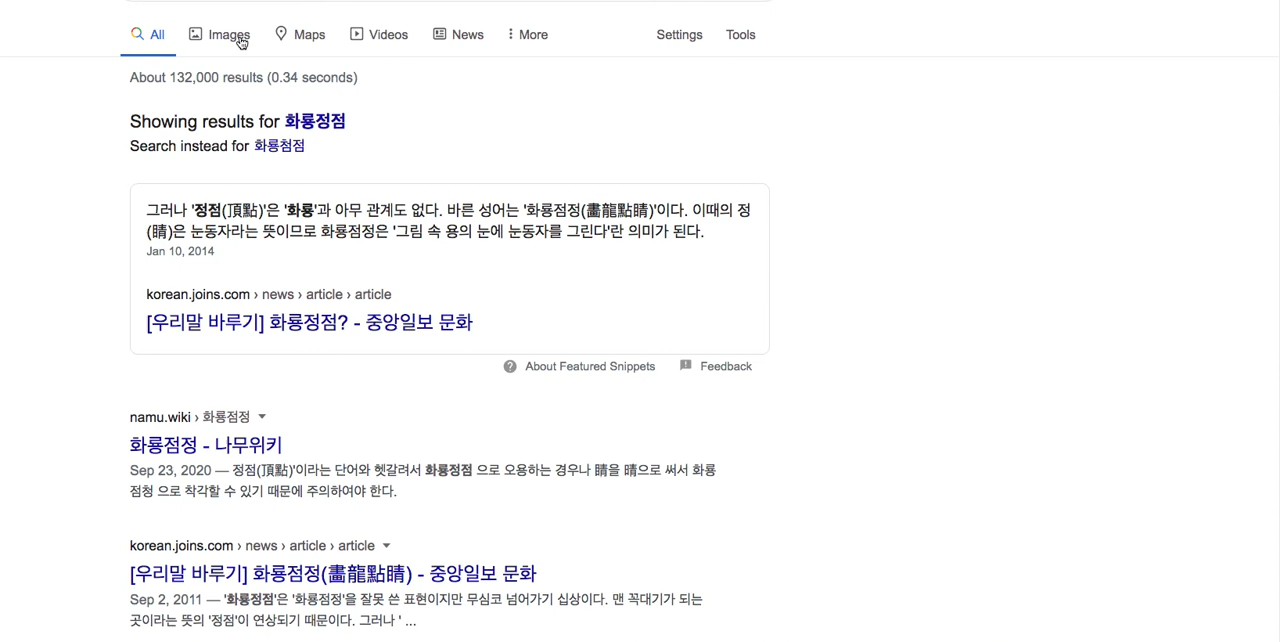 All Images Maps Videos News More Settings Tools
About 132,000 results (0.34 seconds)
Showing results for 화룡정점
Search instead for 화룡첨점
그러나 '정점(頂點)'은 '화룡'과 아무 관계도 없다. 바른 성어는 '화룡점정(畵龍點睛)'이다. 이때의 정
(睛)은 눈동자라는 뜻이므로 화룡점정은 '그림 속 용의 눈에 눈동자를 그린다'란 의미가 된다.
Jan 10, 2014
korean.joins.com › news › article › article
[우리말 바루기] 화룡정점? - 중앙일보 문화
About Featured Snippets Feedback
namu.wiki › 화룡점정
화룡점정 - 나무위키
Sep 23, 2020 — 정점(頂點)'이라는 단어와 헷갈려서 화룡정점 으로 오용하는 경우나 睛을 晴으로 써서 화룡
점청 으로 착각할 수 있기 때문에 주의하여야 한다.
korean.joins.com › news › article › article
[우리말 바루기] 화룡점정(畵龍點睛) - 중앙일보 문화
Sep 2, 2011 — '화룡정점'은 '화룡점정'을 잘못 쓴 표현이지만 무심코 넘어가기 십상이다. 맨 꼭대기가 되는
곳이라는 뜻의 '정점'이 연상되기 때문이다. 그러나 ' ...